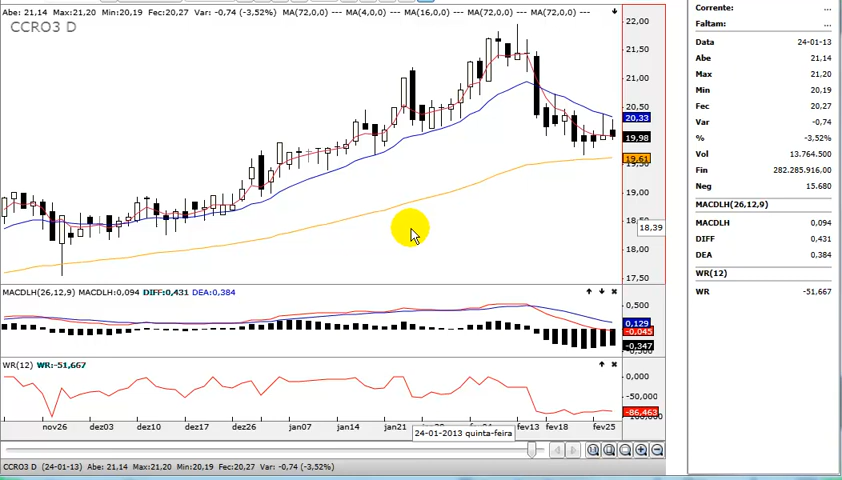 Abe: 21,14 Max:21,20 Min:20,19 Fec:20,27 Var: -0,74 (-3,52%) MA(72,0,0) --- MA(4,0,0) --- MA(16,0,0) --- MA(72,0,0) --- MA(72,0,0) ---
CCRO3 D
22,00
21,50
21,00
20,50
20,33
19,98
19,61
19,50
19,00
18,50
18,39
18,00
17,50
MACDLH(26,12,9) MACDLH:0,094 DIFF:0,431 DEA:0,384
0,500
0,129
-0,045
-0,347
WR(12) WR:-51,667
0,000
-50,000
-86,463
nov26 dez03 dez10 dez17 dez26 jan07 jan14 jan21 fev13 fev18 fev25
24-01-2013 quinta-feira
CCRO3 D (24-01-13) Abe: 21,14 Max:21,20 Min:20,19 Fec:20,27 Var: -0,74 (-3,52%)
Corrente: ...
Faltam: ...
Data 24-01-13
Abe 21,14
Max 21,20
Min 20,19
Fec 20,27
Var -0,74
% -3,52%
Vol 13.764.500
Fin 282.285.916,00
Neg 15.680
MACDLH(26,12,9)
MACDLH 0,094
DIFF 0,431
DEA 0,384
WR(12)
WR -51,667